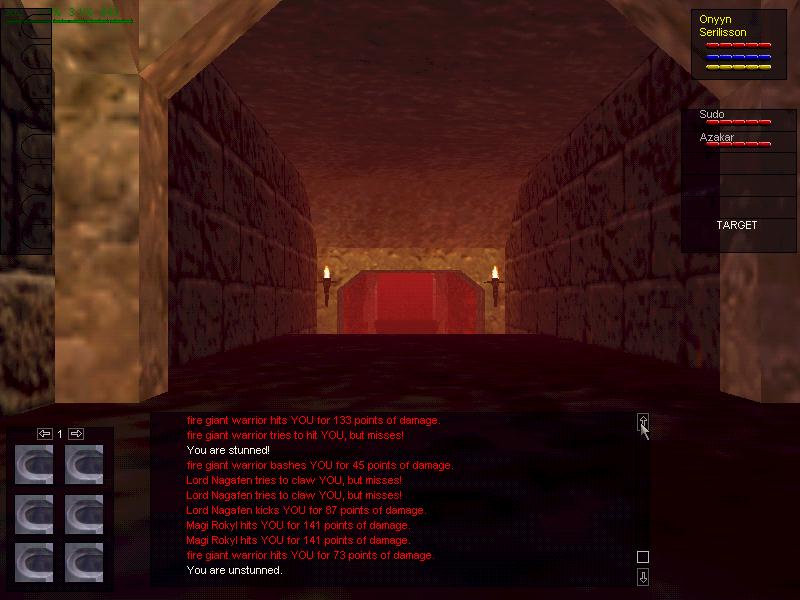 Onyyn
Serilisson
Sudo
Azakar
TARGET
fire giant warrior hits YOU for 133 points of damage.
fire giant warrior tries to hit YOU, but misses!
You are stunned!
fire giant warrior bashes YOU for 45 points of damage.
Lord Nagafen tries to claw YOU, but misses!
Lord Nagafen tries to claw YOU, but misses!
Lord Nagafen kicks YOU for 87 points of damage.
Magi Rokyl hits YOU for 141 points of damage.
Magi Rokyl hits YOU for 141 points of damage.
fire giant warrior hits YOU for 73 points of damage.
You are unstunned.
1